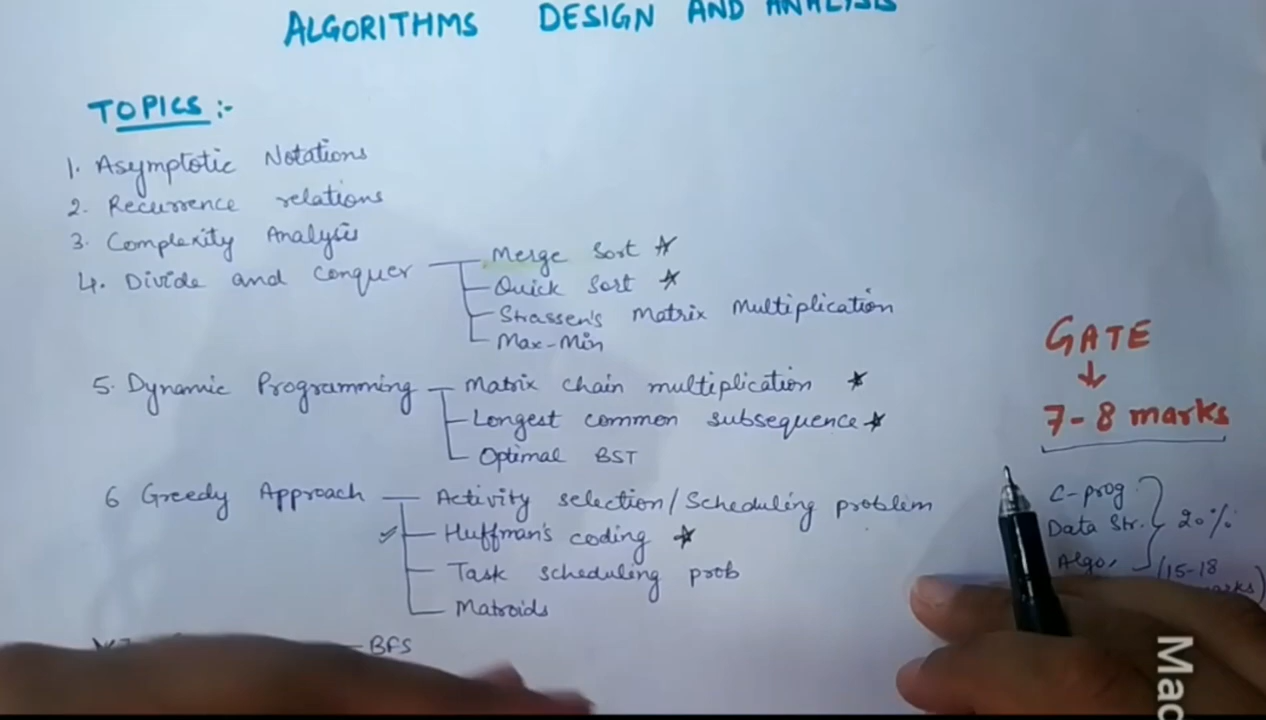 ALGORITHMS DESIGN AND ANALYSIS
TOPICS :-
1. Asymptotic Notations
2. Recurrence relations
3. Complexity Analysis
4. Divide and conquer
Merge Sort
Quick Sort
Strassen's Matrix Multiplication
Max-Min
5. Dynamic Programming
Matrix chain multiplication
Longest common subsequence
Optimal BST
6 Greedy Approach
Activity selection/Scheduling problem
Huffman's coding
Task scheduling prob
Matroids
BFS
GATE
7-8 marks
C-prog
Data Str.
Algo.
20%
(15-18
marks)
Mad